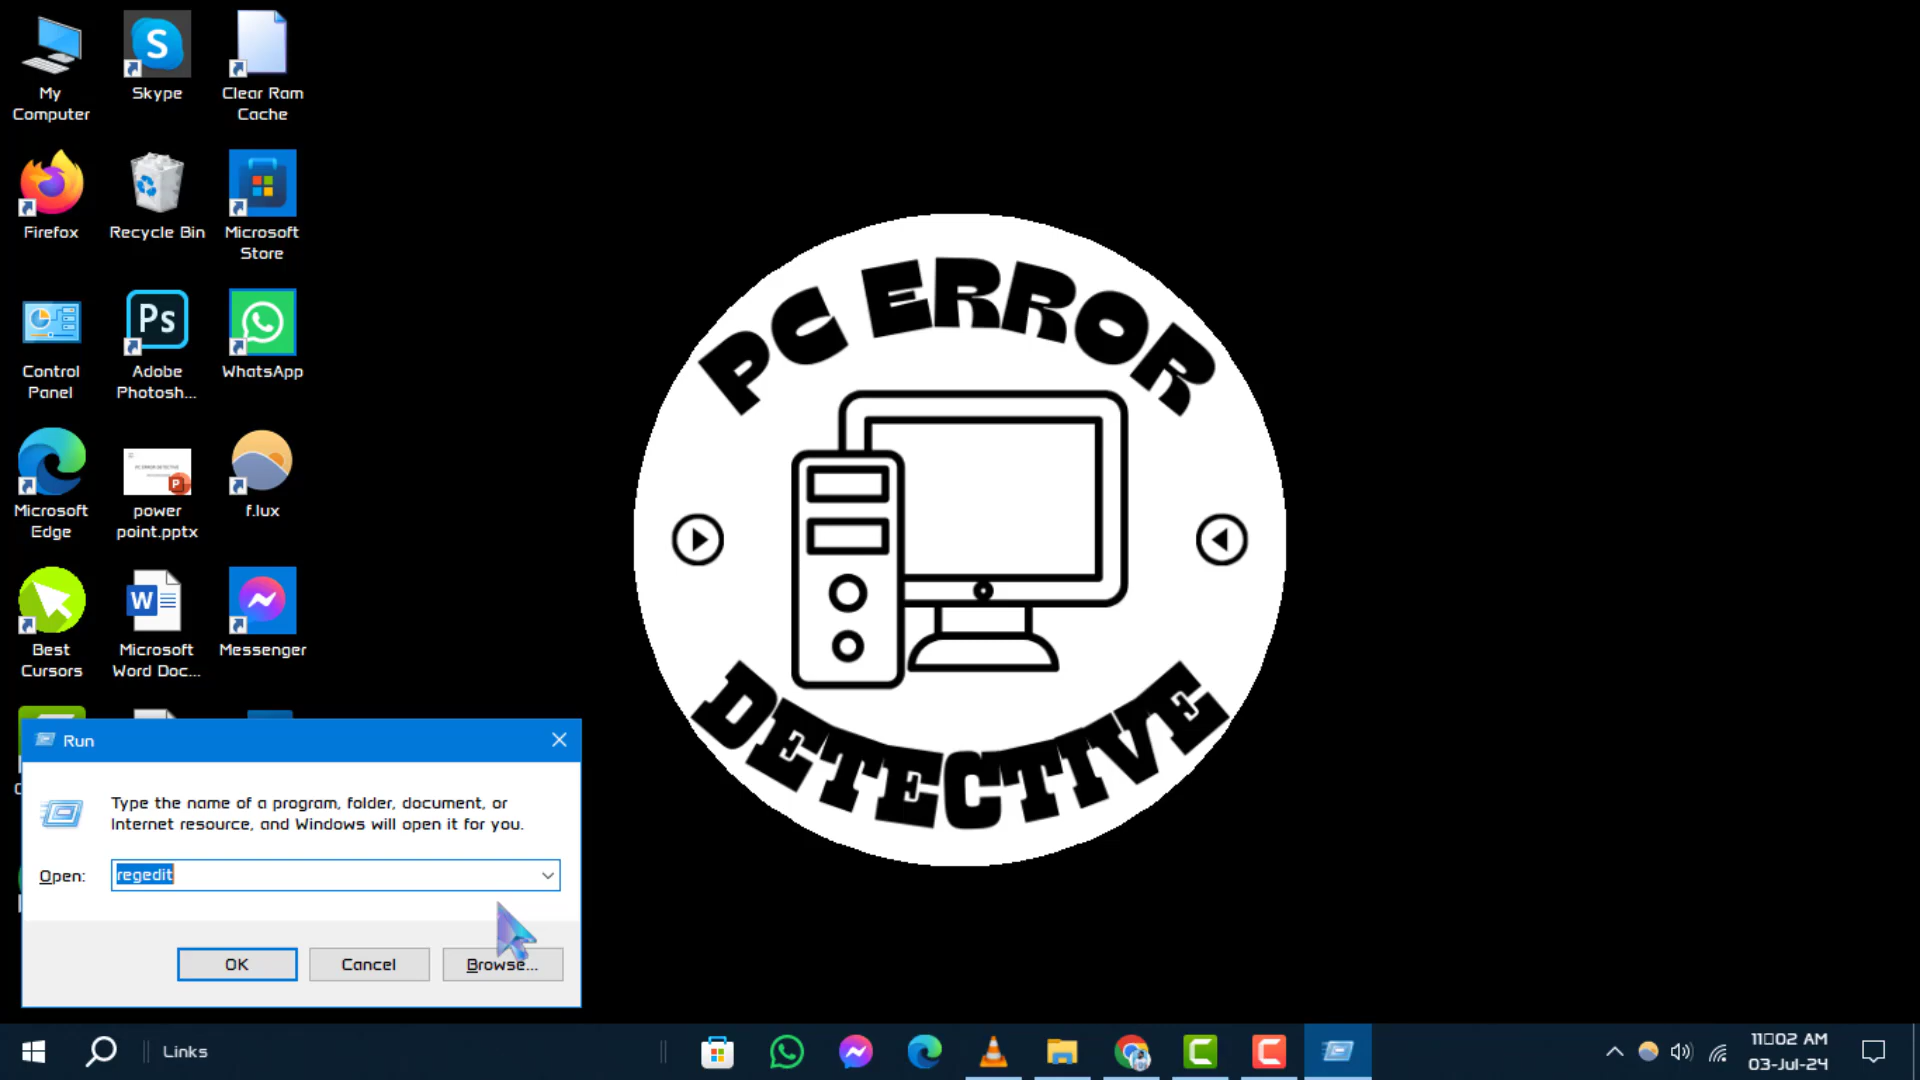 My
Computer
Skype
Clear Ram
Cache
Firefox
Recycle Bin
Microsoft
Store
Control
Panel
Ps
Adobe
Photosh...
WhatsApp
Microsoft
Edge
power
point.pptx
f.lux
Best
Cursors
Microsoft
Word Doc...
Messenger
PC ERROR
DETECTIVE
Run
Type the name of a program, folder, document, or
Internet resource, and Windows will open it for you.
Open:
regedit
OK
Cancel
Browse...
Links
11▯02 AM
03-Jul-24